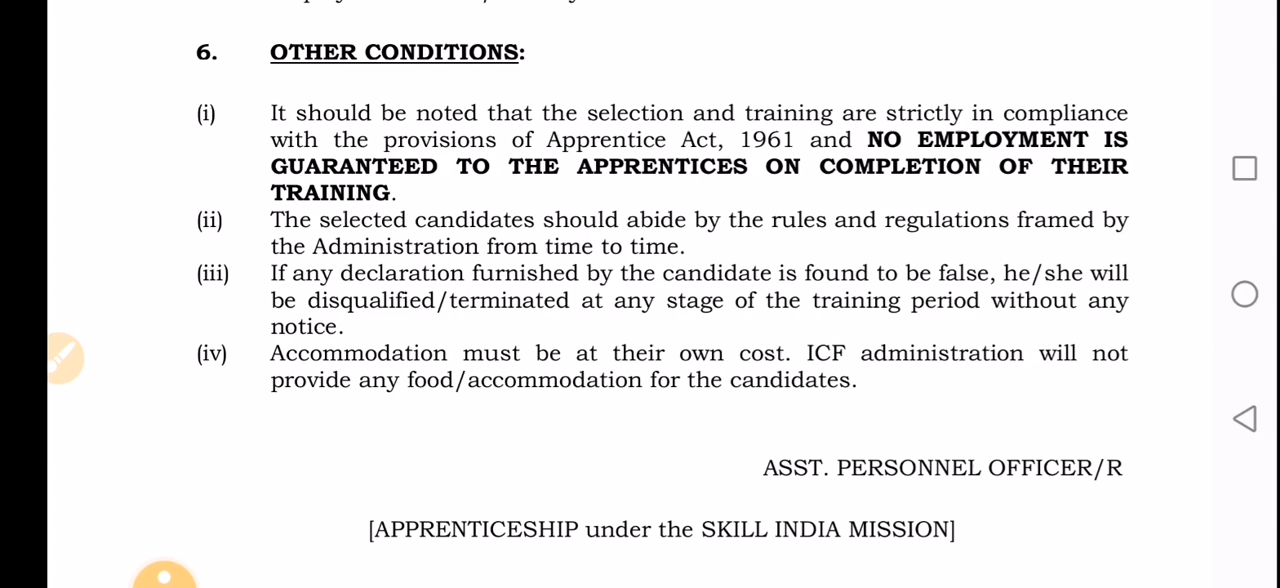 6. OTHER CONDITIONS:
(i) It should be noted that the selection and training are strictly in compliance
with the provisions of Apprentice Act, 1961 and NO EMPLOYMENT IS
GUARANTEED TO THE APPRENTICES ON COMPLETION OF THEIR
TRAINING.
(ii) The selected candidates should abide by the rules and regulations framed by
the Administration from time to time.
(iii) If any declaration furnished by the candidate is found to be false, he/she will
be disqualified/terminated at any stage of the training period without any
notice.
(iv) Accommodation must be at their own cost. ICF administration will not
provide any food/accommodation for the candidates.
ASST. PERSONNEL OFFICER/R
[APPRENTICESHIP under the SKILL INDIA MISSION]